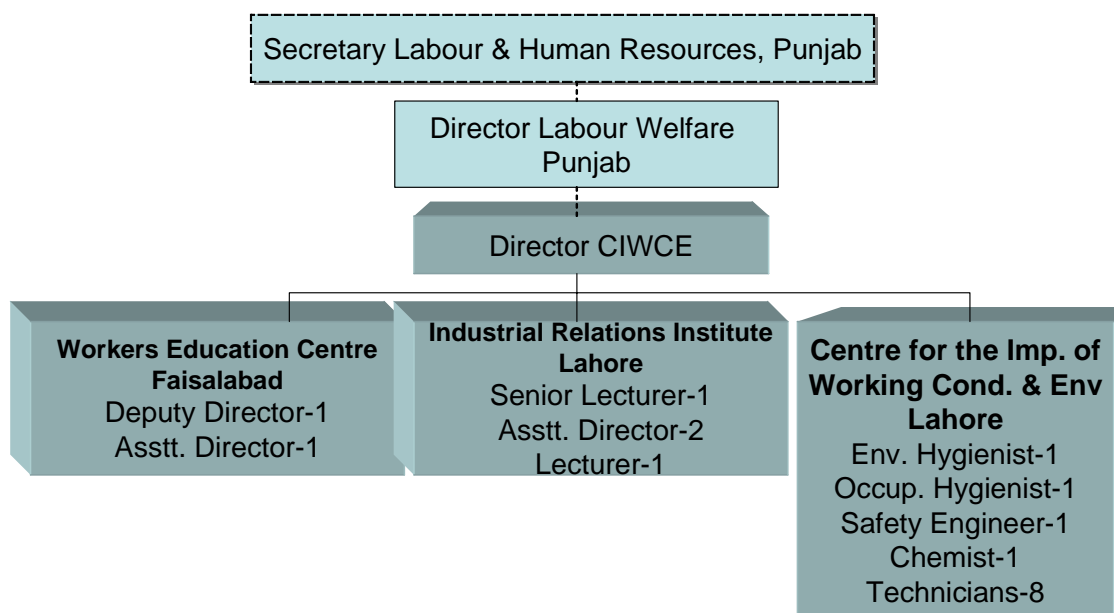 Secretary Labour & Human Resources, Punjab
Director Labour Welfare
Punjab
Director CIWCE
Workers Education Centre
Faisalabad
Deputy Director-1
Asstt. Director-1
Industrial Relations Institute
Lahore
Senior Lecturer-1
Asstt. Director-2
Lecturer-1
Centre for the Imp. of
Working Cond. & Env
Lahore
Env. Hygienist-1
Occup. Hygienist-1
Safety Engineer-1
Chemist-1
Technicians-8